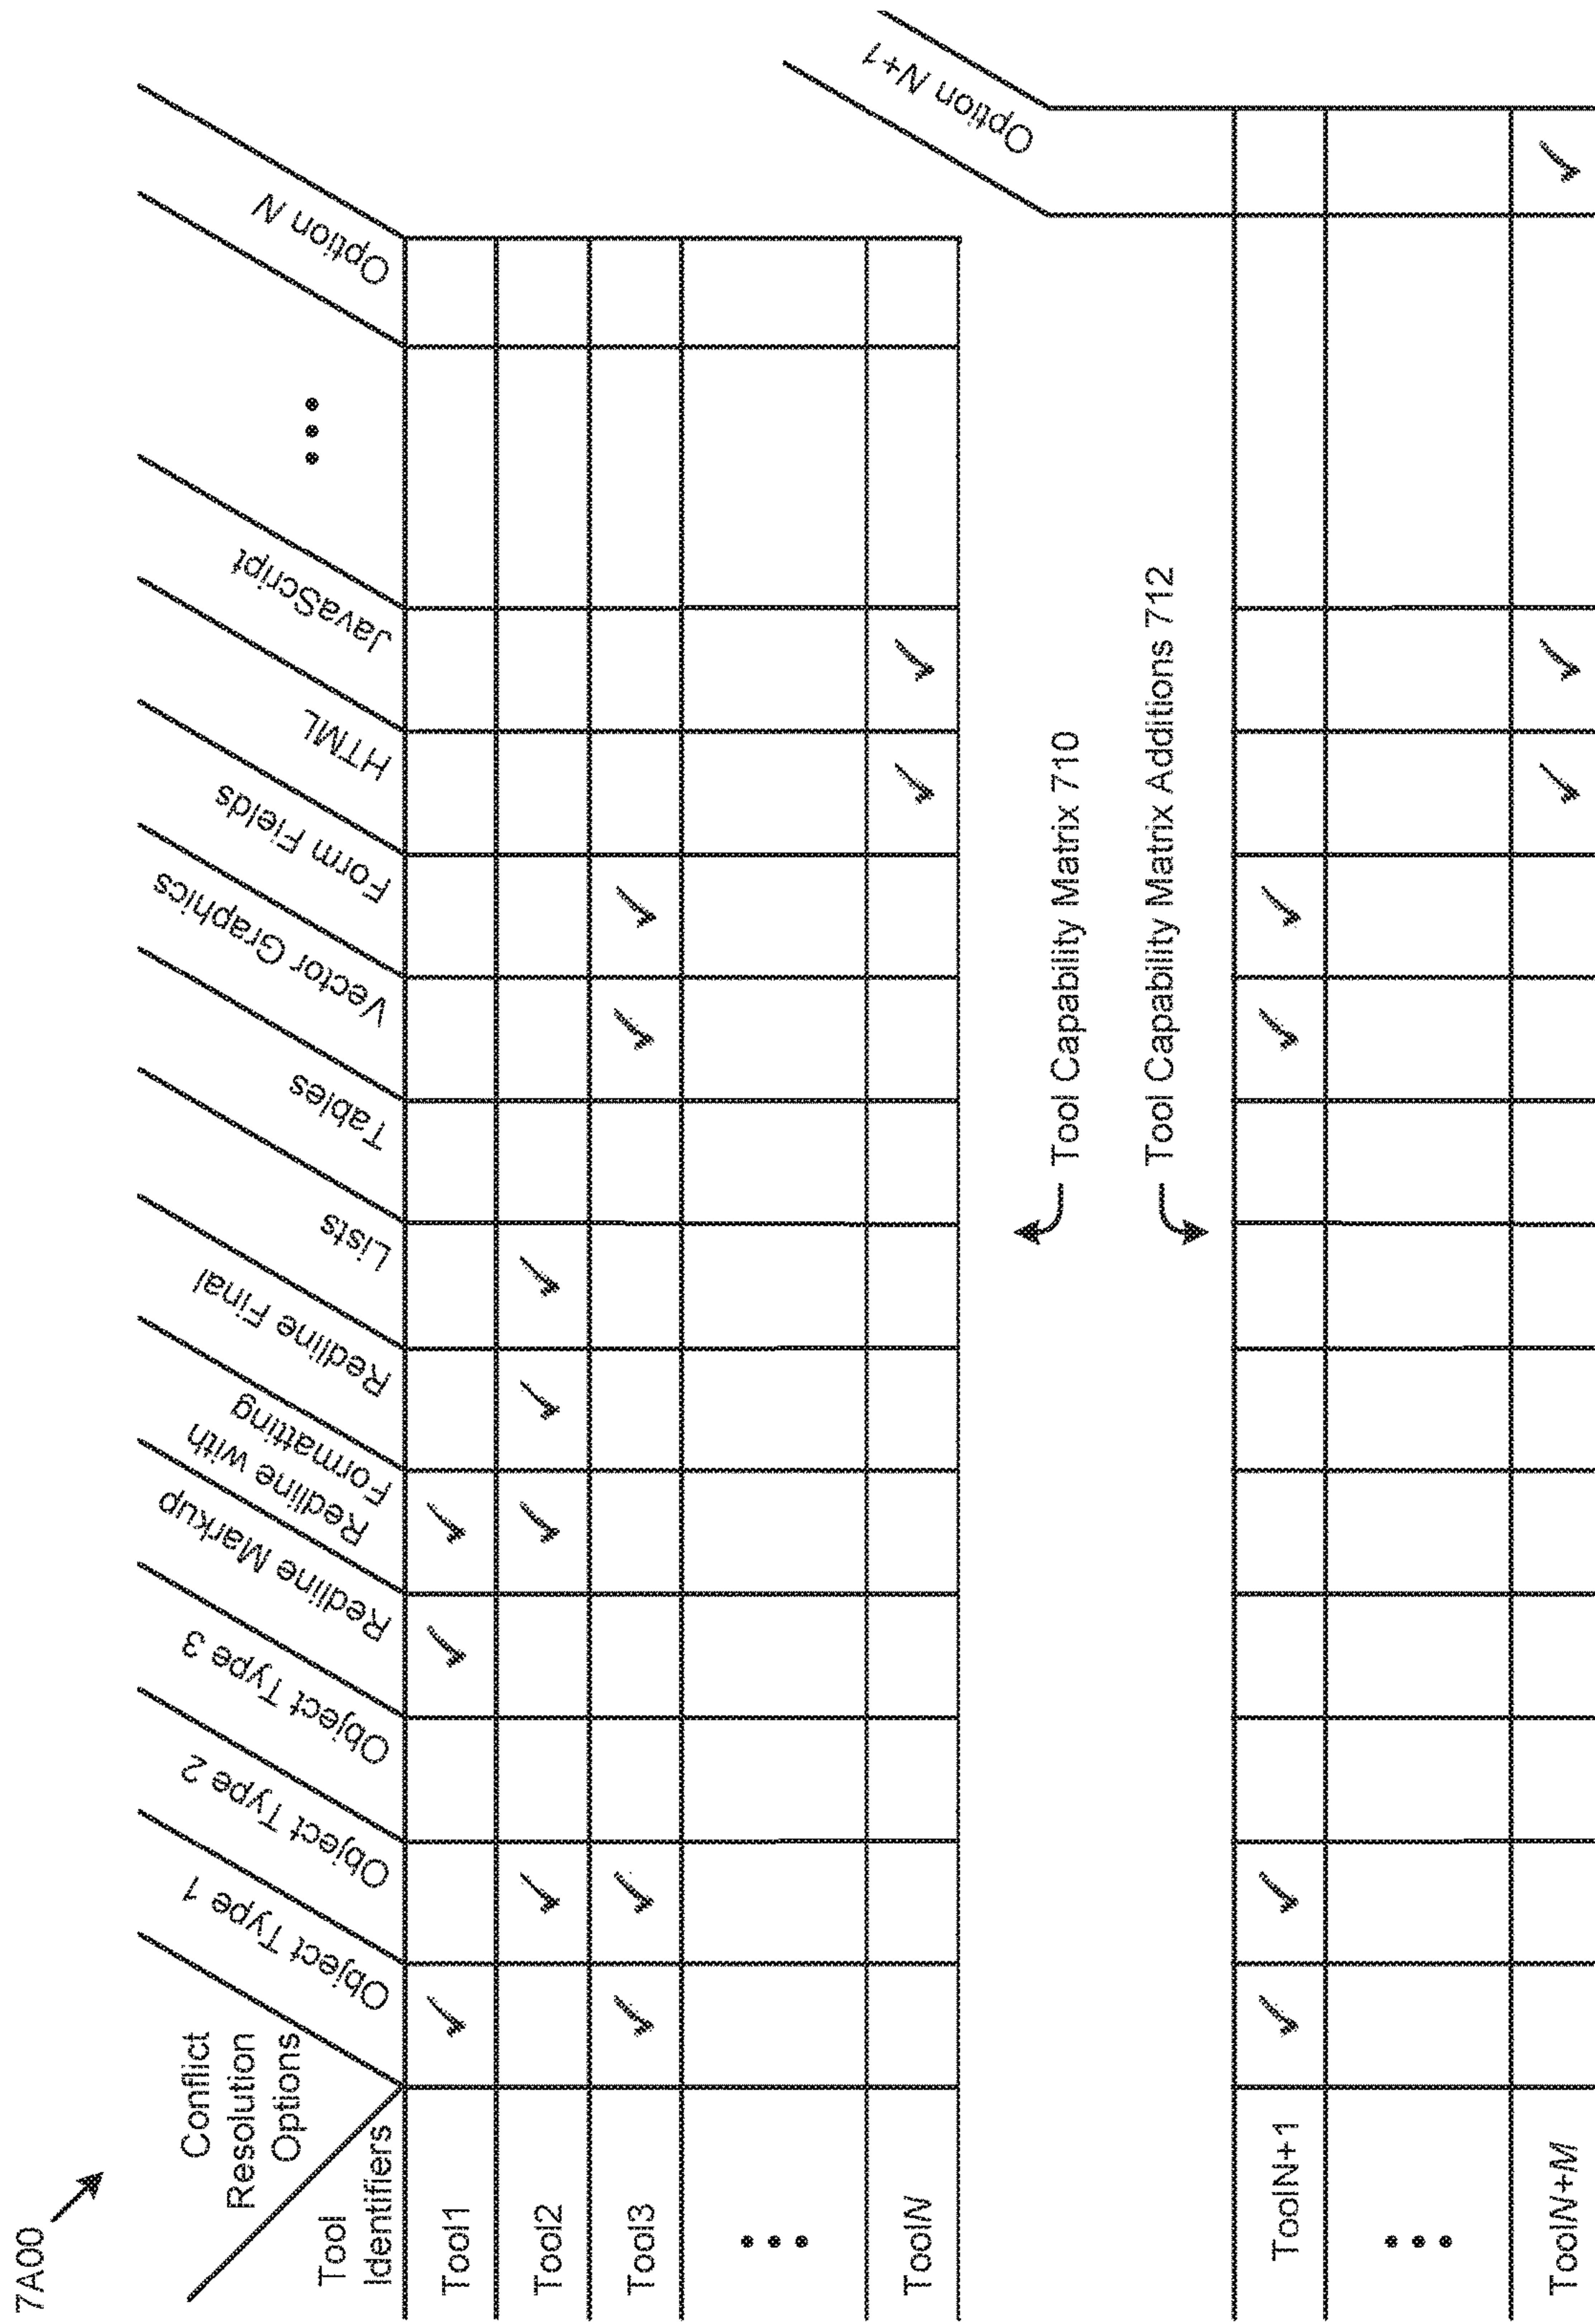 7A00
Conflict
Resolution
Options
Tool
Identifiers
Object Type 1
Object Type 2
Object Type 3
Redline Markup
Redline with
Formatting
Redline Final
Lists
Tables
Vector Graphics
Form Fields
HTML
JavaScript
•••
Option N
Tool1 ✓ ✓ ✓
Tool2 ✓ ✓ ✓ ✓
Tool3 ✓ ✓ ✓ ✓
•••
ToolN ✓ ✓
Tool Capability Matrix 710
Tool Capability Matrix Additions 712
Option N+1
ToolN+1 ✓ ✓ ✓ ✓
•••
ToolN+M ✓ ✓ ✓